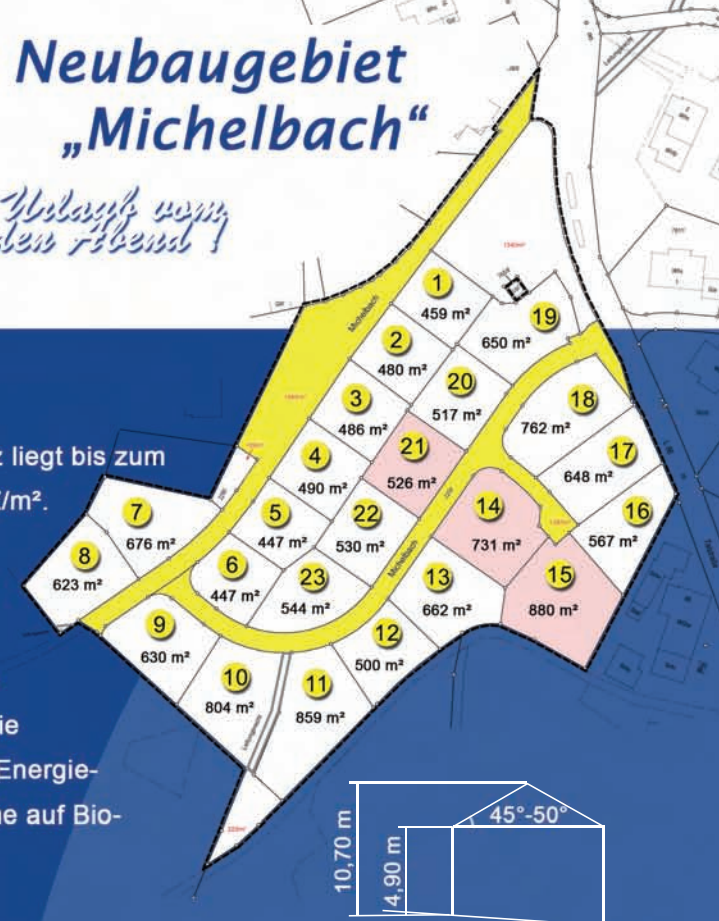 Neubaugebiet
„Michelbach“
Urlaub vom
den Abend !
liegt bis zum
/m².
ie
Energie-
e auf Bio-
1
459 m²
2
480 m²
3
486 m²
4
490 m²
5
447 m²
6
447 m²
7
676 m²
8
623 m²
9
630 m²
10
804 m²
11
859 m²
12
500 m²
13
662 m²
14
731 m²
15
880 m²
16
567 m²
17
648 m²
18
762 m²
19
650 m²
20
517 m²
21
526 m²
22
530 m²
23
544 m²
Michelbach
Michelbach
Leitungsrecht
Leitungsrecht
10,70 m
4,90 m
45°-50°